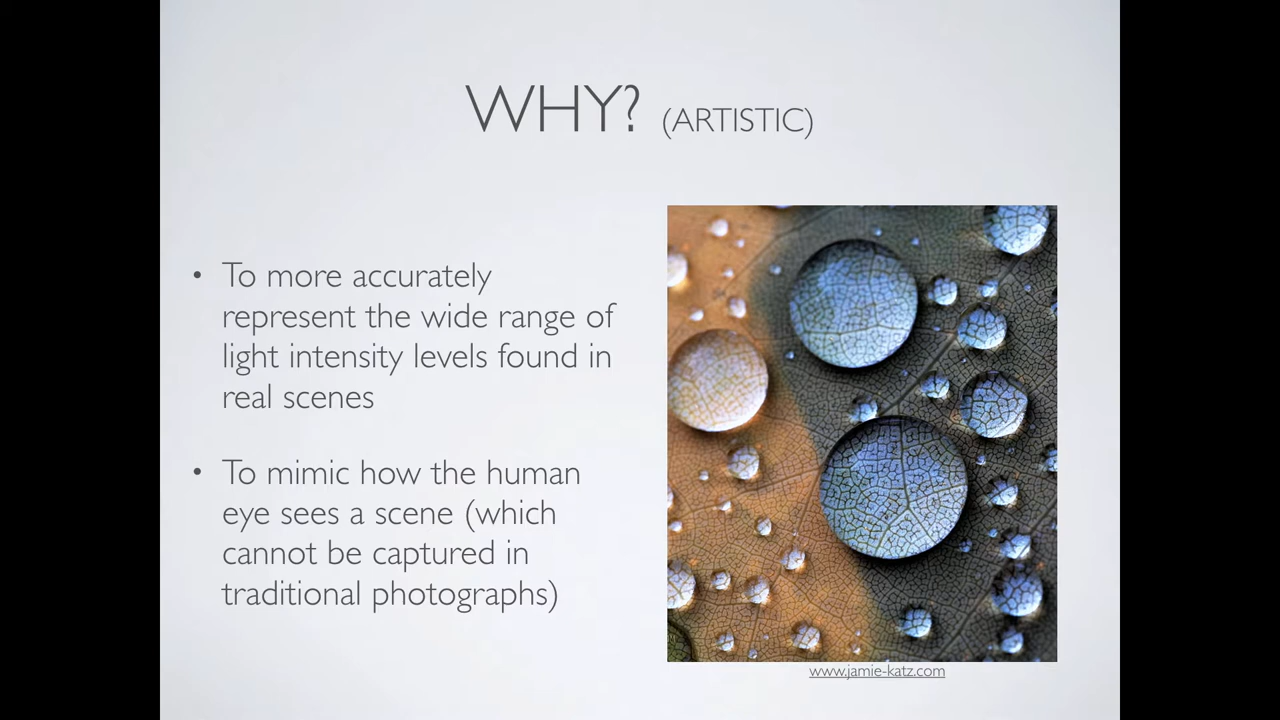 WHY? (ARTISTIC)
• To more accurately
represent the wide range of
light intensity levels found in
real scenes
• To mimic how the human
eye sees a scene (which
cannot be captured in
traditional photographs)
www.jamie-katz.com